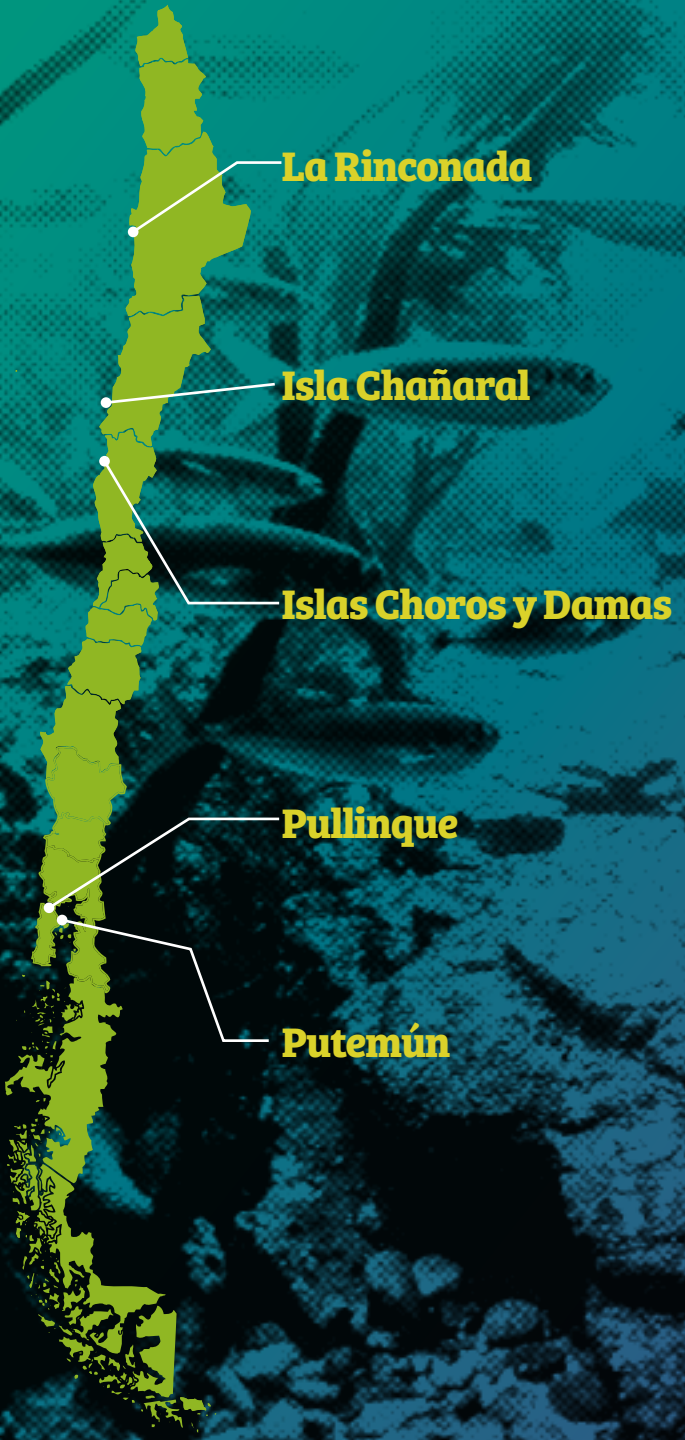 La Rinconada
Isla Chañaral
Islas Choros y Damas
Pullinque
Putemún